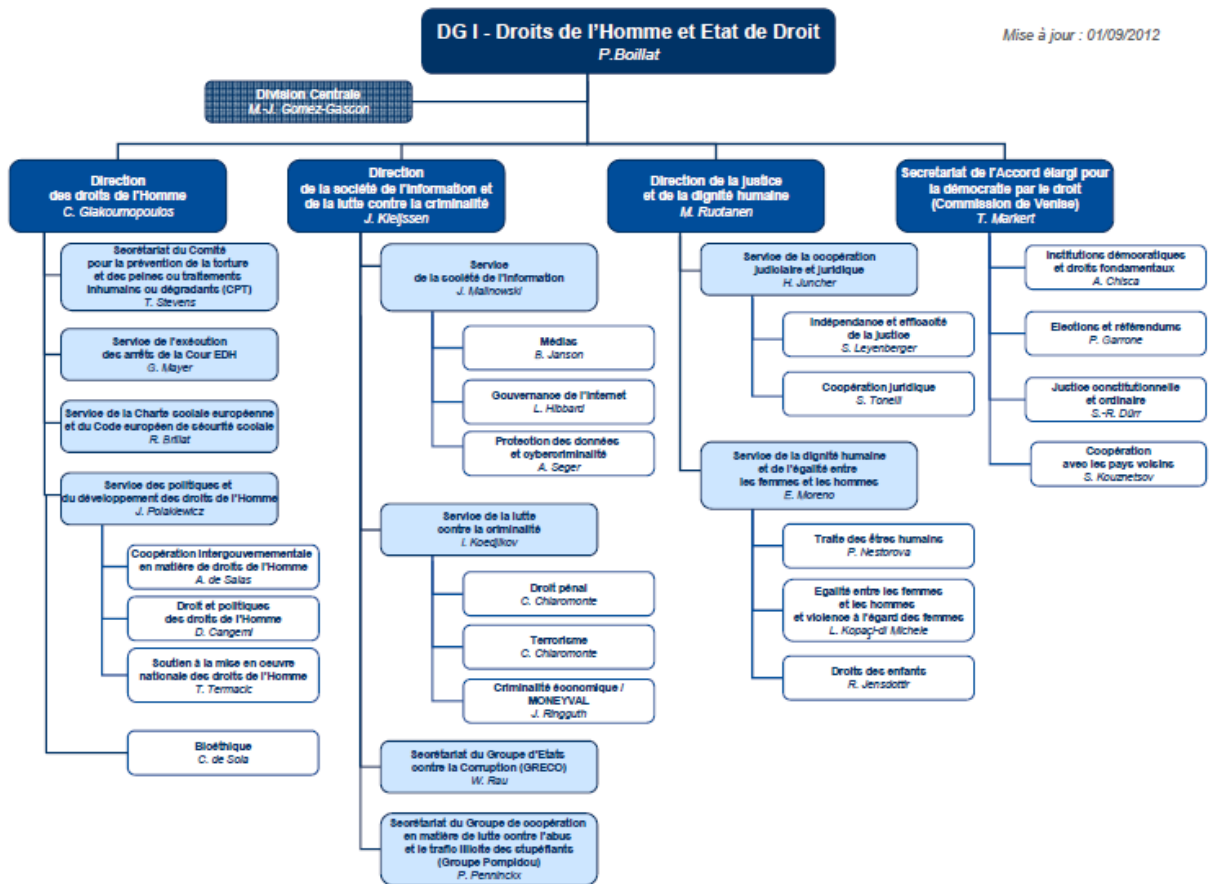 DG I - Droits de l'Homme et Etat de Droit
P.Boillat
Mise à jour : 01/09/2012
Division Centrale
M.-J. Gomez-Gascon
Direction
des droits de l'Homme
C. Giakoumopoulos
Secrétariat du Comité
pour la prévention de la torture
et des peines ou traitements
inhumains ou dégradants (CPT)
T. Stevens
Service de l'exécution
des arrêts de la Cour EDH
G. Mayer
Service de la Charte sociale européenne
et du Code européen de sécurité sociale
R. Brillat
Service des politiques et
du développement des droits de l'Homme
J. Polakiewicz
Coopération intergouvernementale
en matière de droits de l'Homme
A. de Salas
Droit et politiques
des droits de l'Homme
D. Cangemi
Soutien à la mise en oeuvre
nationale des droits de l'Homme
T. Termacic
Bioéthique
C. de Sola
Direction
de la société de l'information et
de la lutte contre la criminalité
J. Kleijssen
Service
de la société de l'information
J. Malinowski
Médias
B. Janson
Gouvernance de l'internet
L. Hibbard
Protection des données
et cybercriminalité
A. Seger
Service de la lutte
contre la criminalité
I. Koedjikov
Droit pénal
C. Chiaromonte
Terrorisme
C. Chiaromonte
Criminalité économique /
MONEYVAL
J. Ringguth
Secrétariat du Groupe d'Etats
contre la Corruption (GRECO)
W. Rau
Secrétariat du Groupe de coopération
en matière de lutte contre l'abus
et le trafic illicite des stupéfiants
(Groupe Pompidou)
P. Penninckx
Direction de la justice
et de la dignité humaine
M. Ruotanen
Service de la coopération
judiciaire et juridique
H. Juncher
Indépendance et efficacité
de la justice
S. Leyenberger
Coopération juridique
S. Tonelli
Service de la dignité humaine
et de l'égalité entre
les femmes et les hommes
E. Moreno
Traite des êtres humains
P. Nestorova
Egalité entre les femmes
et les hommes
et violence à l'égard des femmes
L. Kopaçi-di Michele
Droits des enfants
R. Jensdottir
Secretariat de l'Accord élargi pour
la démocratie par le droit
(Commission de Venise)
T. Markert
Institutions démocratiques
et droits fondamentaux
A. Chisca
Elections et référendums
P. Garrone
Justice constitutionnelle
et ordinaire
S.-R. Dürr
Coopération
avec les pays voisins
S. Kouznetsov